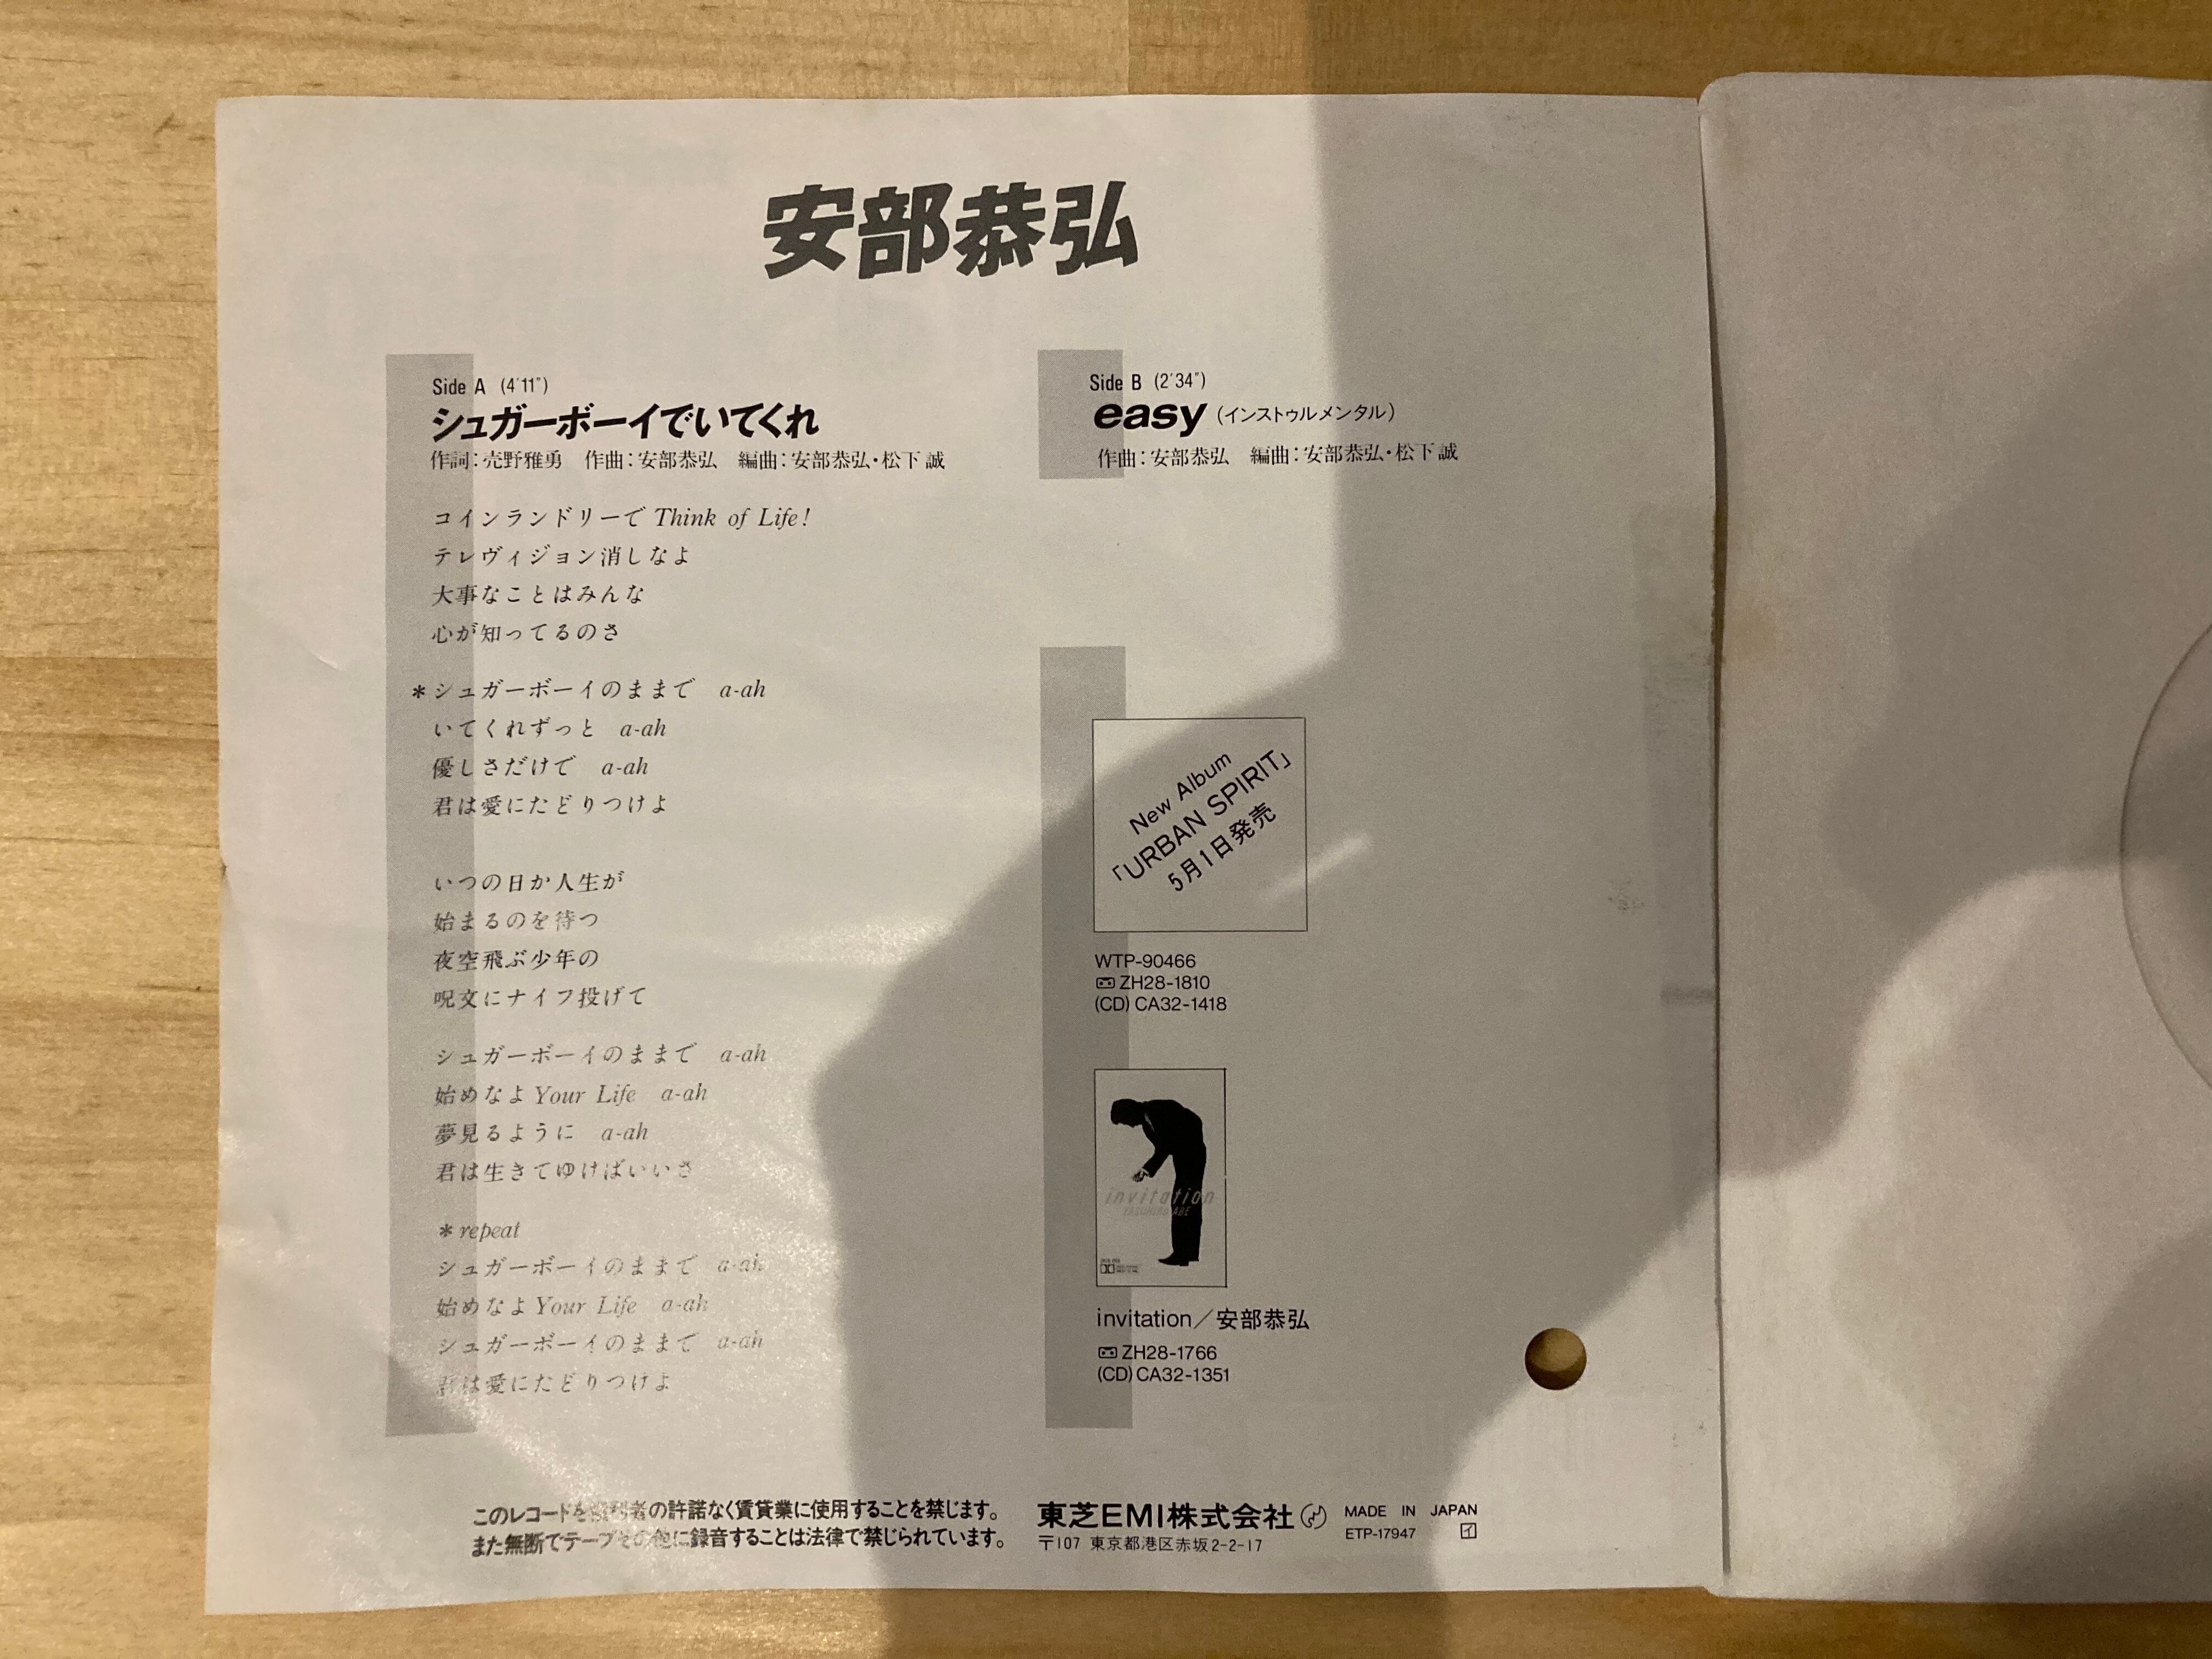 安部恭弘
Side A (4'11")
シュガーボーイでいてくれ
作詞：売野雅勇　作曲：安部恭弘　編曲：安部恭弘・松下 誠
コインランドリーで Think of Life!
テレヴィジョン消しなよ
大事なことはみんな
心が知ってるのさ
＊シュガーボーイのままで　a-ah
いてくれずっと　a-ah
優しさだけで　a-ah
君は愛にたどりつけよ
いつの日か人生が
始まるのを待つ
夜空飛ぶ少年の
呪文にナイフ投げて
シュガーボーイのままで　a-ah
始めなよ Your Life　a-ah
夢見るように　a-ah
君は生きてゆけばいいさ
＊repeat
シュガーボーイのままで　a-ah
始めなよ Your Life　a-ah
シュガーボーイのままで　a-ah
君は愛にたどりつけよ
Side B (2'34")
easy（インストゥルメンタル）
作曲：安部恭弘　編曲：安部恭弘・松下 誠
New Album
「URBAN SPIRIT」
5月1日発売
WTP-90466
ZH28-1810
(CD) CA32-1418
invitation
YASUHIRO ABE
invitation／安部恭弘
ZH28-1766
(CD) CA32-1351
このレコードを権利者の許諾なく賃貸業に使用することを禁じます。
また無断でテープその他に録音することは法律で禁じられています。
東芝EMI株式会社
〒107 東京都港区赤坂2-2-17
MADE IN JAPAN
ETP-17947 イ